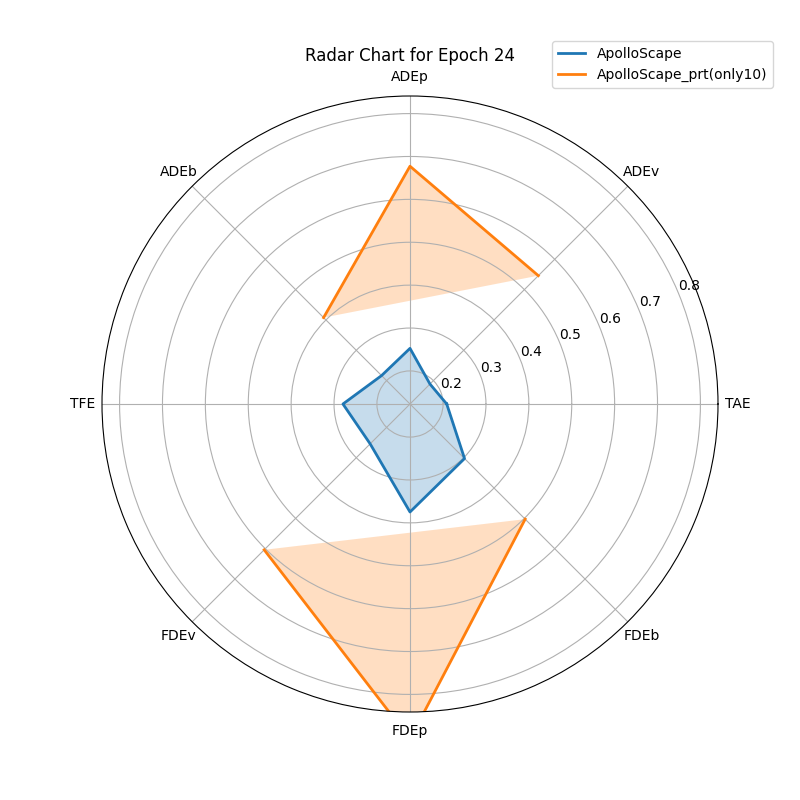 Radar Chart for Epoch 24
ApolloScape
ApolloScape_prt(only10)
ADEp
ADEb
ADEv
0.8
0.7
0.6
0.5
0.4
0.3
0.2
TFE
TAE
FDEv
FDEb
FDEp